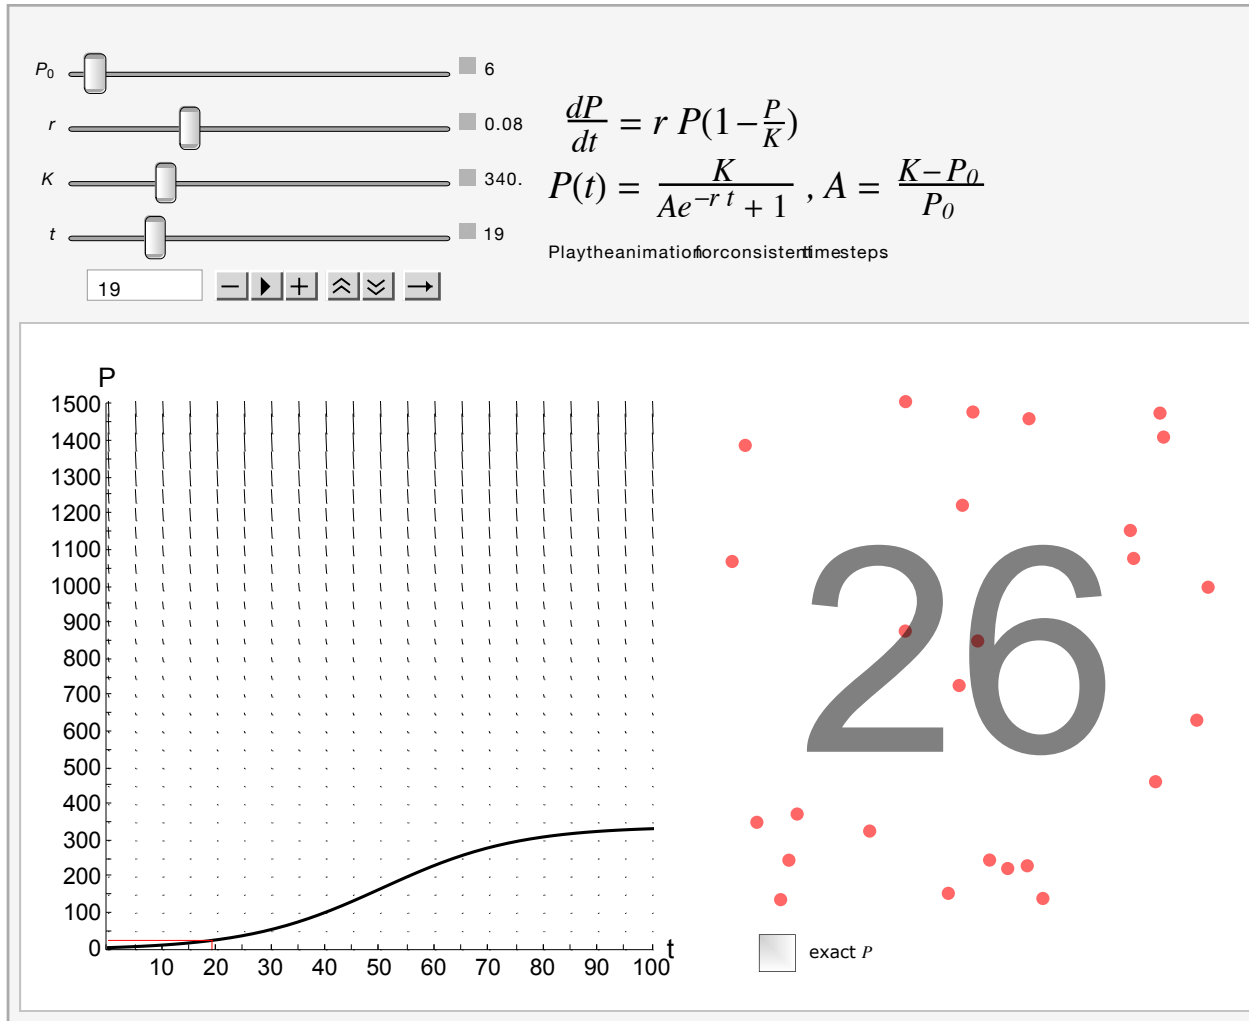 P0 6
r 0.08
K 340.
t 19
19
dP/dt = r P(1-P/K)
P(t) = K/(Ae^-r t + 1) , A = (K-P0)/P0
Playtheanimationforconsistenttimesteps
P
1500
1400
1300
1200
1100
1000
900
800
700
600
500
400
300
200
100
0
10 20 30 40 50 60 70 80 90 100 t
26
exact P